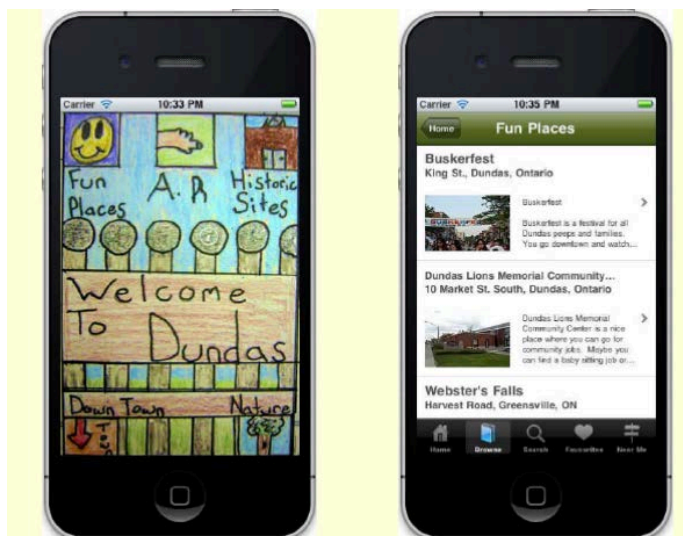 Carrier 10:33 PM
Fun Places
A. R
Historic Sites
Welcome
To Dundas
Down Town
Nature
Carrier 10:35 PM
Home Fun Places
Buskerfest
King St., Dundas, Ontario
Buskerfest
Buskerfest is a festival for all
Dundas peeps and families.
You go downtown and watch,...
Dundas Lions Memorial Community...
10 Market St. South, Dundas, Ontario
Dundas Lions Memorial
Community Center is a nice
place where you can go for
community jobs. Maybe you
can find a baby sitting job or...
Webster's Falls
Harvest Road, Greensville, ON
Home Browse Search Favourites Near Me